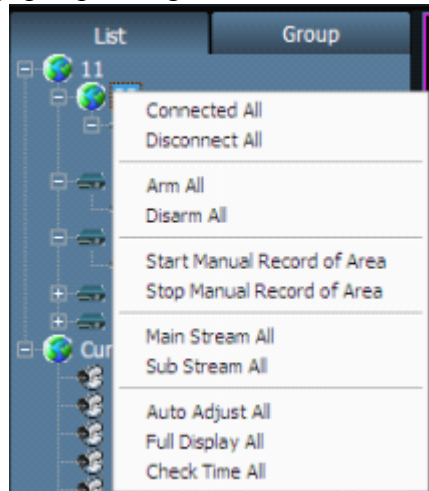 List Group
11
Connected All
Disconnect All
Arm All
Disarm All
Start Manual Record of Area
Stop Manual Record of Area
Main Stream All
Cur
Sub Stream All
Auto Adjust All
Full Display All
Check Time All